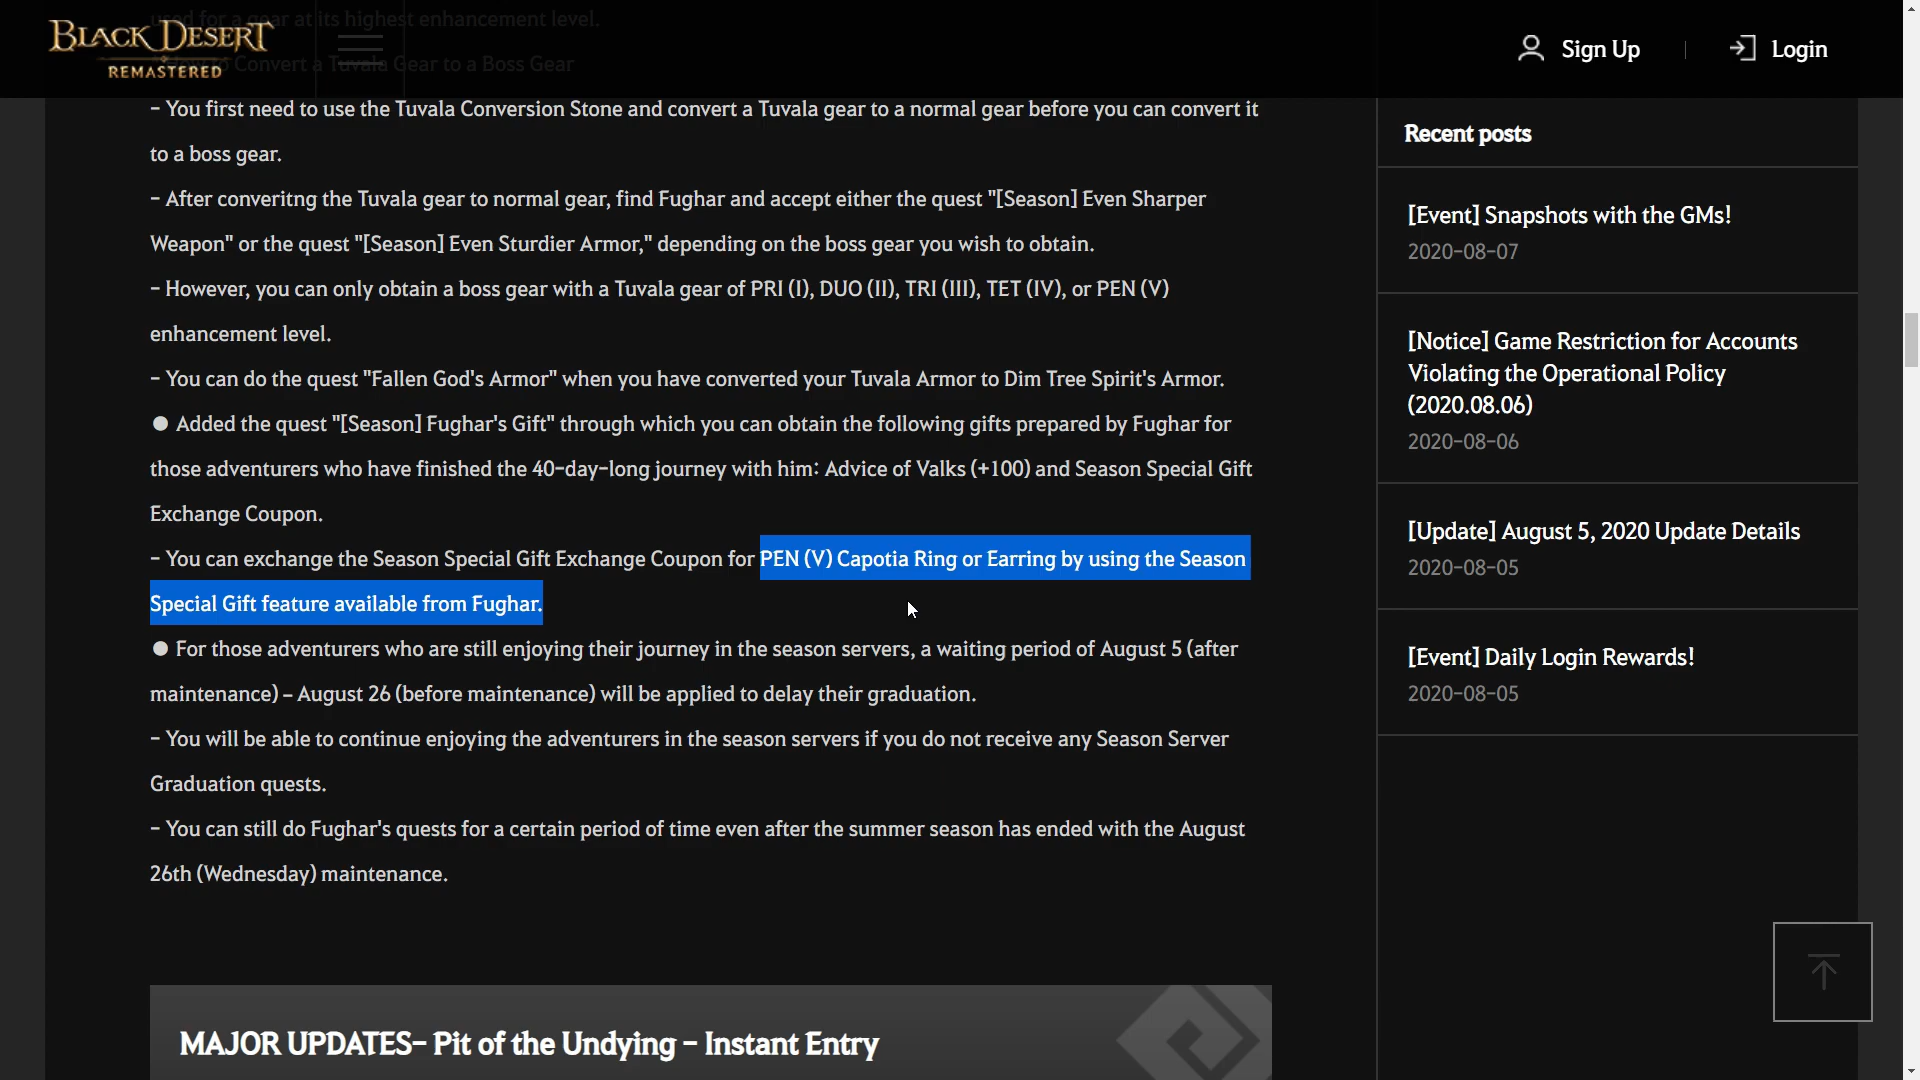 used for a gear at its highest enhancement level.
BLACK DESERT
REMASTERED
How to Convert a Tuvala Gear to a Boss Gear
Sign Up
Login
– You first need to use the Tuvala Conversion Stone and convert a Tuvala gear to a normal gear before you can convert it
to a boss gear.
– After converitng the Tuvala gear to normal gear, find Fughar and accept either the quest "[Season] Even Sharper
Weapon" or the quest "[Season] Even Sturdier Armor," depending on the boss gear you wish to obtain.
– However, you can only obtain a boss gear with a Tuvala gear of PRI (I), DUO (II), TRI (III), TET (IV), or PEN (V)
enhancement level.
– You can do the quest "Fallen God's Armor" when you have converted your Tuvala Armor to Dim Tree Spirit's Armor.
● Added the quest "[Season] Fughar's Gift" through which you can obtain the following gifts prepared by Fughar for
those adventurers who have finished the 40-day-long journey with him: Advice of Valks (+100) and Season Special Gift
Exchange Coupon.
– You can exchange the Season Special Gift Exchange Coupon for PEN (V) Capotia Ring or Earring by using the Season
Special Gift feature available from Fughar.
● For those adventurers who are still enjoying their journey in the season servers, a waiting period of August 5 (after
maintenance) – August 26 (before maintenance) will be applied to delay their graduation.
– You will be able to continue enjoying the adventurers in the season servers if you do not receive any Season Server
Graduation quests.
– You can still do Fughar's quests for a certain period of time even after the summer season has ended with the August
26th (Wednesday) maintenance.
MAJOR UPDATES– Pit of the Undying – Instant Entry
Recent posts
[Event] Snapshots with the GMs!
2020-08-07
[Notice] Game Restriction for Accounts
Violating the Operational Policy
(2020.08.06)
2020-08-06
[Update] August 5, 2020 Update Details
2020-08-05
[Event] Daily Login Rewards!
2020-08-05